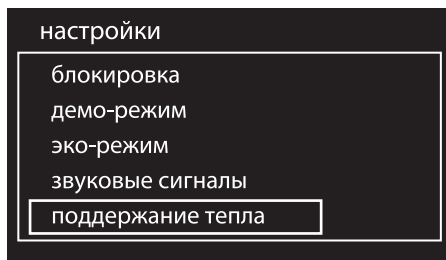 настройки
блокировка
демо-режим
эко-режим
звуковые сигналы
поддержание тепла